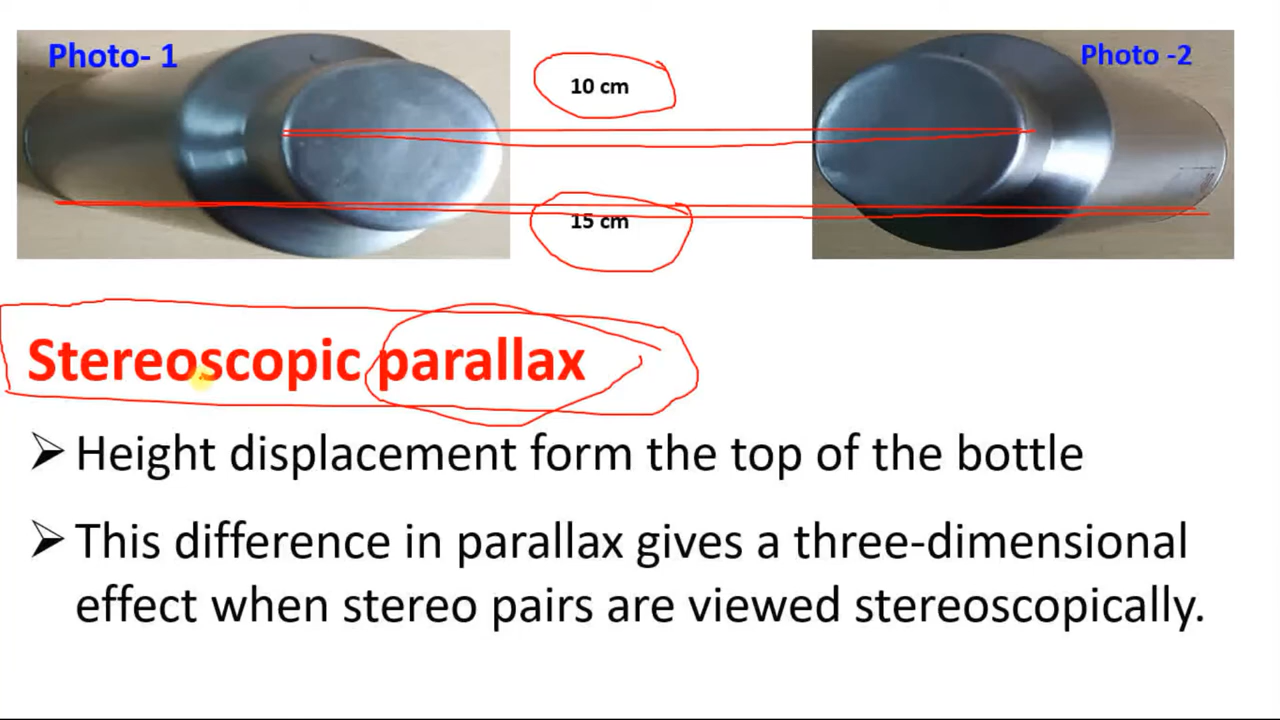 Photo- 1
10 cm
Photo -2
15 cm
Stereoscopic parallax
➢ Height displacement form the top of the bottle
➢ This difference in parallax gives a three-dimensional
effect when stereo pairs are viewed stereoscopically.